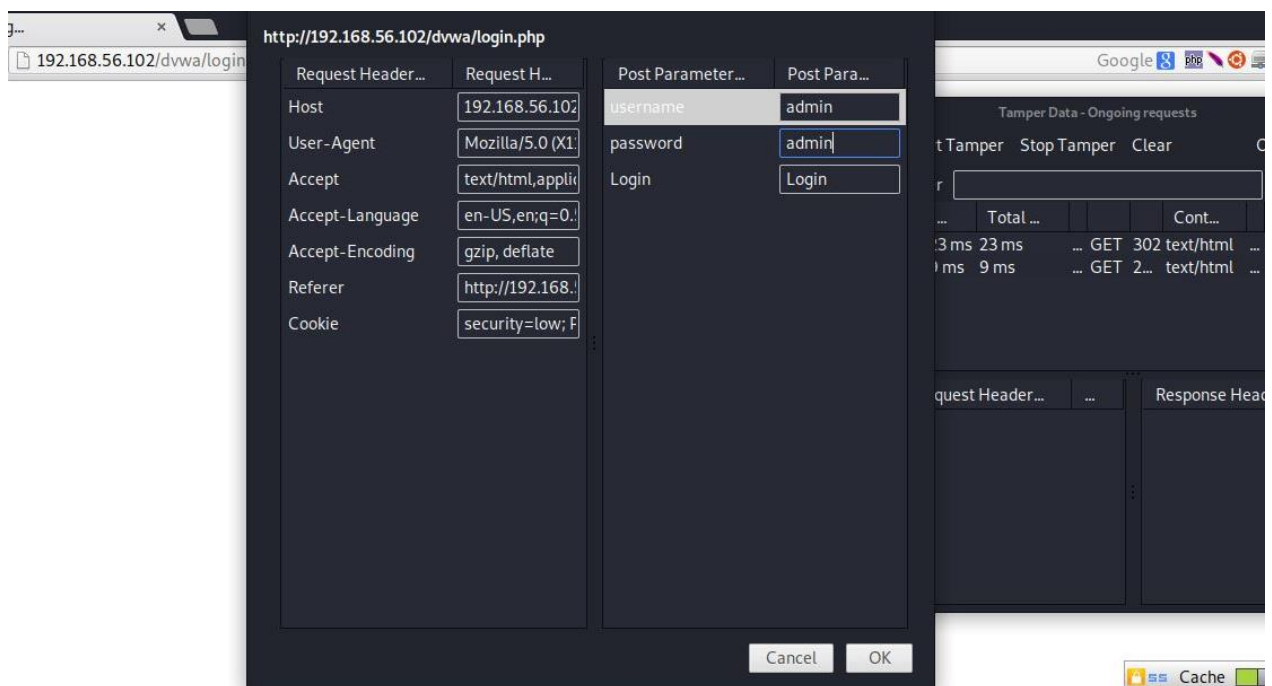 g...
192.168.56.102/dvwa/login
http://192.168.56.102/dvwa/login.php
Request Header... Request H...
Host 192.168.56.102
User-Agent Mozilla/5.0 (X1
Accept text/html,applic
Accept-Language en-US,en;q=0.
Accept-Encoding gzip, deflate
Referer http://192.168.
Cookie security=low; P
Post Parameter... Post Para...
username admin
password admin
Login Login
Cancel OK
Google 8 php
Tamper Data - Ongoing requests
t Tamper Stop Tamper Clear
r
... Total ... Cont...
23 ms 23 ms ... GET 302 text/html ...
ms 9 ms ... GET 2... text/html ...
quest Header... ... Response Head
ss Cache